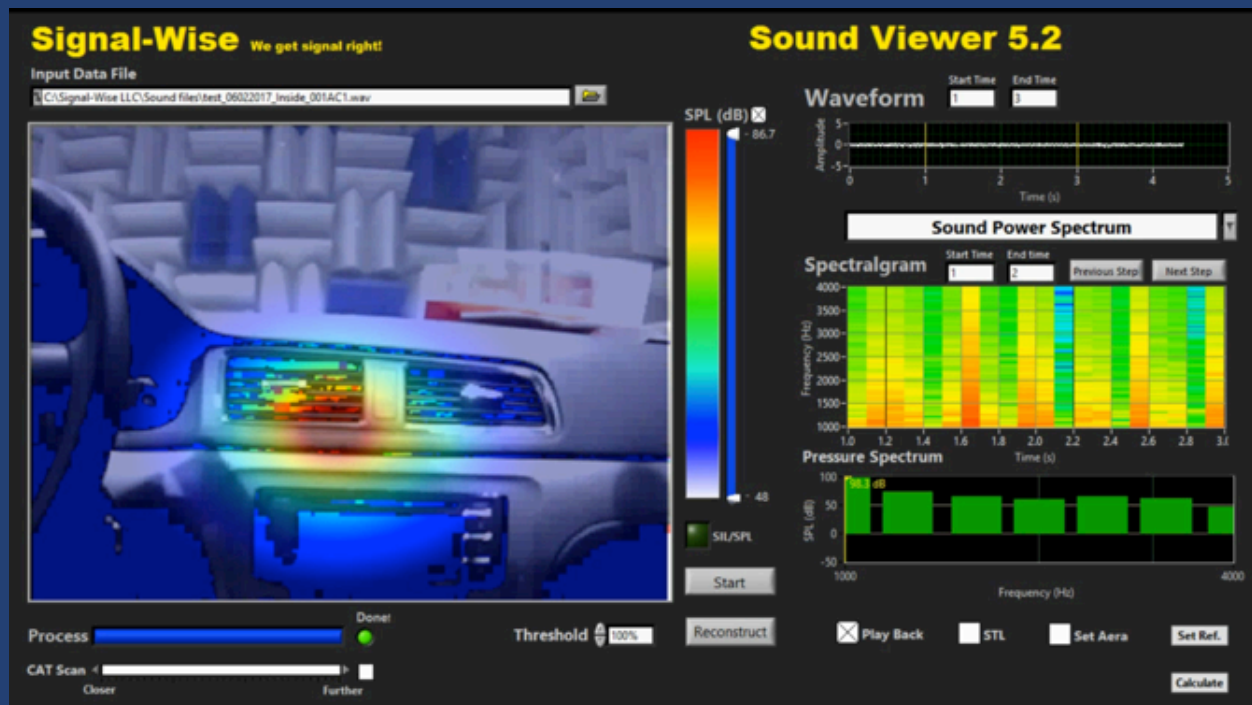 Signal-Wise We get signal right!
Sound Viewer 5.2
Input Data File
C:\Signal-Wise LLC\Sound files\test_06022017_Inside_001AC1.wav
SPL (dB)
86.7
48
SIL/SPL
Start
Reconstruct
Process
Done!
Threshold 100%
CAT Scan
Closer Further
Waveform
Start Time End Time
1 3
Amplitude
5
0
-5
0 1 2 3 4 5
Time (s)
Sound Power Spectrum
Spectralgram
Start Time End time
1 2
Previous Step Next Step
Frequency (Hz)
4000
3500
3000
2500
2000
1500
1000
1.0 1.2 1.4 1.6 1.8 2.0 2.2 2.4 2.6 2.8 3.0
Time (s)
Pressure Spectrum
SPL (dB)
100
98.3 dB
50
0
-50
1000 4000
Frequency (Hz)
Play Back STL Set Aera Set Ref.
Calculate